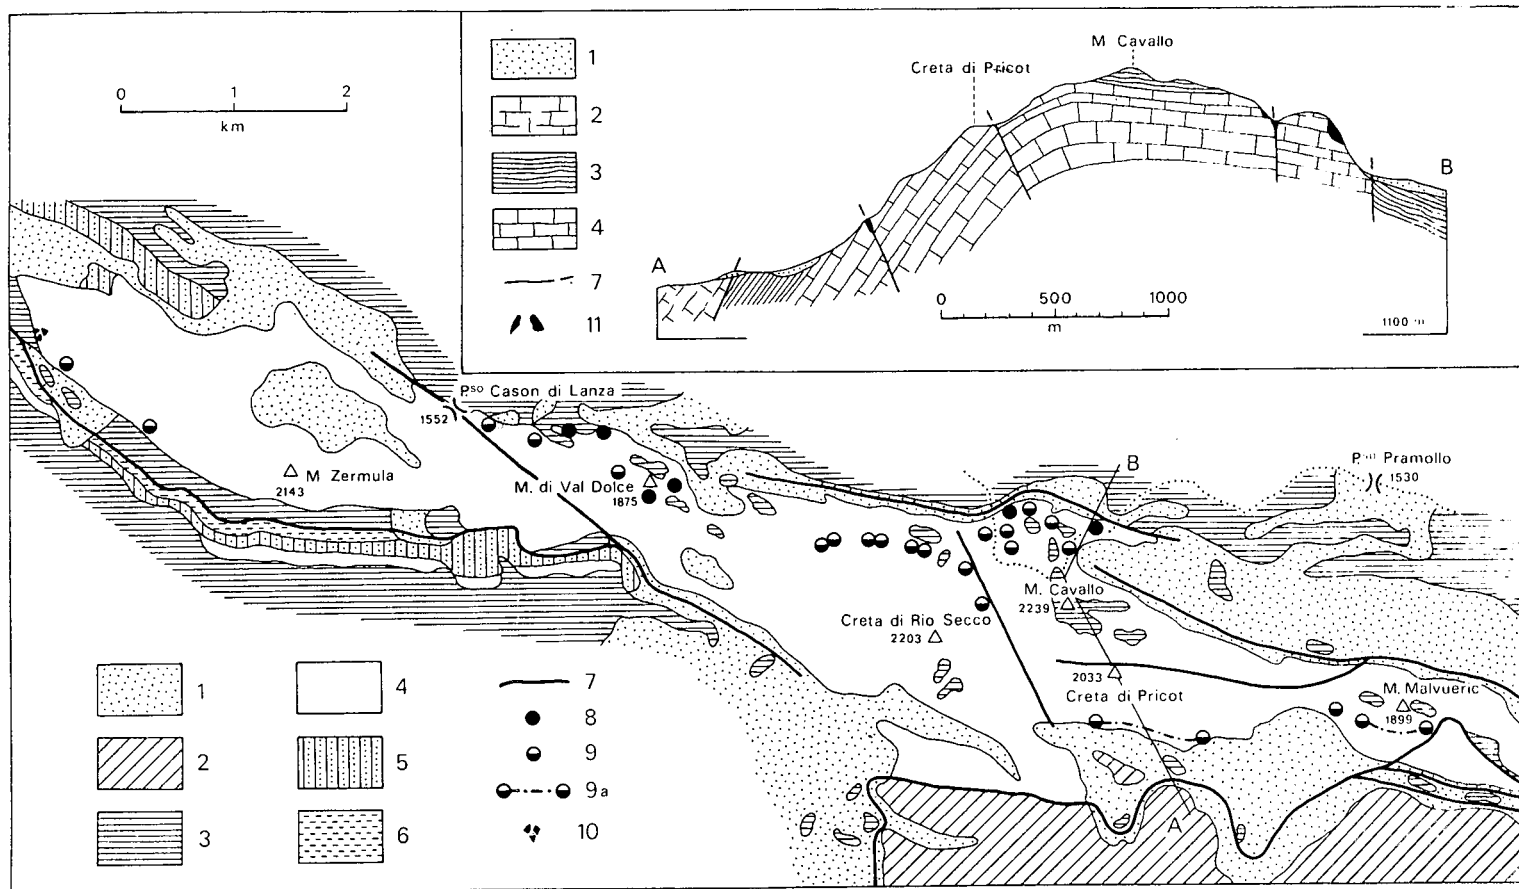 0 1 2
km
1
2
3
4
7
11
M Cavallo
Creta di Pricot
A
B
0 500 1000
m
1100 m
Pso Cason di Lanza
1552
M Zermula
2143
M. di Val Dolce
1875
B
Pso Pramollo
1530
M. Cavallo
2239
Creta di Rio Secco
2203
2033
Creta di Pricot
M. Malvueric
1899
A
1
2
3
4
5
6
7
8
9
9a
10